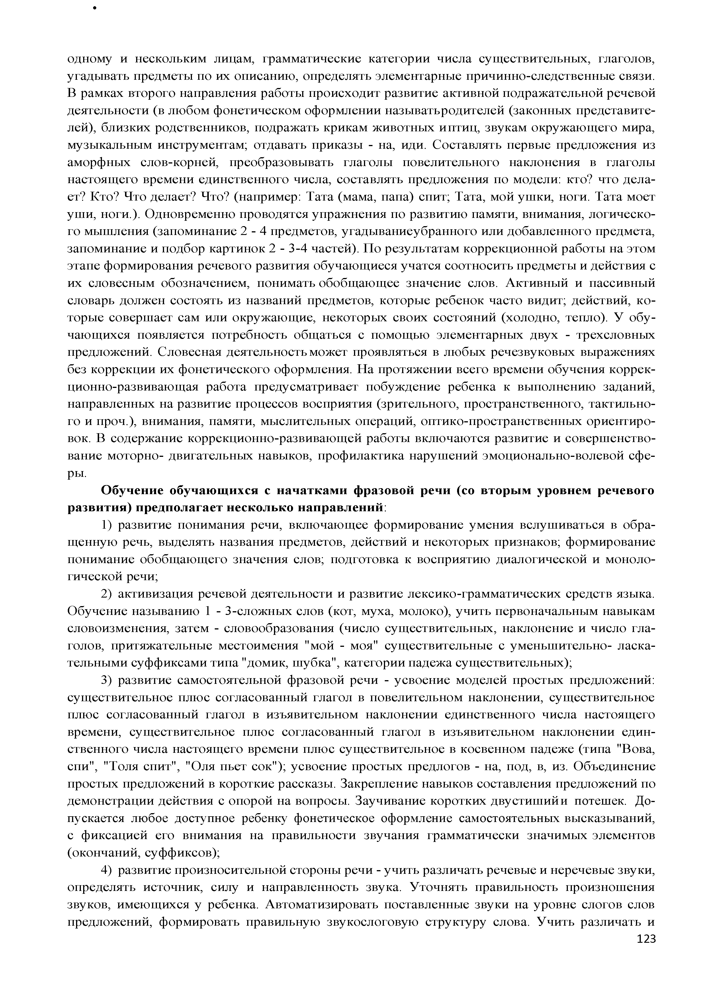 •
одному и нескольким лицам, грамматические категории числа существительных, глаголов,
угадывать предметы по их описанию, определять элементарные причинно-следственные связи.
В рамках второго направления работы происходит развитие активной подражательной речевой
деятельности (в любом фонетическом оформлении называтьродителей (законных представите-
лей), близких родственников, подражать крикам животных иптиц, звукам окружающего мира,
музыкальным инструментам; отдавать приказы - на, иди. Составлять первые предложения из
аморфных слов-корней, преобразовывать глаголы повелительного наклонения в глаголы
настоящего времени единственного числа, составлять предложения по модели: кто? что дела-
ет? Кто? Что делает? Что? (например: Тата (мама, папа) спит; Тата, мой ушки, ноги. Тата моет
уши, ноги.). Одновременно проводятся упражнения по развитию памяти, внимания, логическо-
го мышления (запоминание 2 - 4 предметов, угадываниеубранного или добавленного предмета,
запоминание и подбор картинок 2 - 3-4 частей). По результатам коррекционной работы на этом
этапе формирования речевого развития обучающиеся учатся соотносить предметы и действия с
их словесным обозначением, понимать обобщающее значение слов. Активный и пассивный
словарь должен состоять из названий предметов, которые ребенок часто видит; действий, ко-
торые совершает сам или окружающие, некоторых своих состояний (холодно, тепло). У обу-
чающихся появляется потребность общаться с помощью элементарных двух - трехсловных
предложений. Словесная деятельность может проявляться в любых речезвуковых выражениях
без коррекции их фонетического оформления. На протяжении всего времени обучения коррек-
ционно-развивающая работа предусматривает побуждение ребенка к выполнению заданий,
направленных на развитие процессов восприятия (зрительного, пространственного, тактильно-
го и проч.), внимания, памяти, мыслительных операций, оптико-пространственных ориентиро-
вок. В содержание коррекционно-развивающей работы включаются развитие и совершенство-
вание моторно- двигательных навыков, профилактика нарушений эмоционально-волевой сфе-
ры.
Обучение обучающихся с начатками фразовой речи (со вторым уровнем речевого
развития) предполагает несколько направлений:
1) развитие понимания речи, включающее формирование умения вслушиваться в обра-
щенную речь, выделять названия предметов, действий и некоторых признаков; формирование
понимание обобщающего значения слов; подготовка к восприятию диалогической и моноло-
гической речи;
2) активизация речевой деятельности и развитие лексико-грамматических средств языка.
Обучение называнию 1 - 3-сложных слов (кот, муха, молоко), учить первоначальным навыкам
словоизменения, затем - словообразования (число существительных, наклонение и число гла-
голов, притяжательные местоимения "мой - моя" существительные с уменьшительно- ласка-
тельными суффиксами типа "домик, шубка", категории падежа существительных);
3) развитие самостоятельной фразовой речи - усвоение моделей простых предложений:
существительное плюс согласованный глагол в повелительном наклонении, существительное
плюс согласованный глагол в изъявительном наклонении единственного числа настоящего
времени, существительное плюс согласованный глагол в изъявительном наклонении един-
ственного числа настоящего времени плюс существительное в косвенном падеже (типа "Вова,
спи", "Толя спит", "Оля пьет сок"); усвоение простых предлогов - на, под, в, из. Объединение
простых предложений в короткие рассказы. Закрепление навыков составления предложений по
демонстрации действия с опорой на вопросы. Заучивание коротких двустиший и потешек. До-
пускается любое доступное ребенку фонетическое оформление самостоятельных высказываний,
с фиксацией его внимания на правильности звучания грамматически значимых элементов
(окончаний, суффиксов);
4) развитие произносительной стороны речи - учить различать речевые и неречевые звуки,
определять источник, силу и направленность звука. Уточнять правильность произношения
звуков, имеющихся у ребенка. Автоматизировать поставленные звуки на уровне слогов слов
предложений, формировать правильную звукослоговую структуру слова. Учить различать и
123